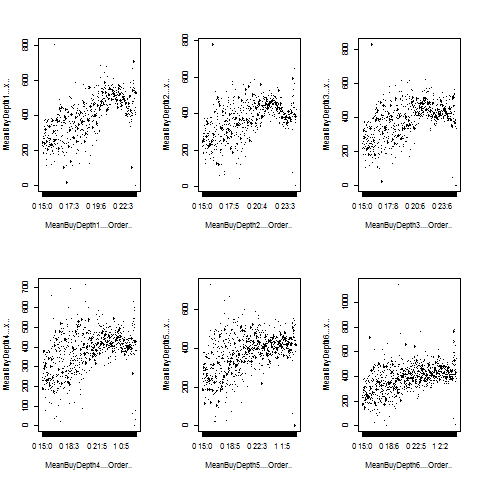 MeanBuyDepth1....x..
0 200 400 600 800
0 15:0 0 17:3 0 19:6 0 22:3
MeanBuyDepth1....Order..
MeanBuyDepth2....x..
0 200 400 600 800
0 15:0 0 17:5 0 20:4 0 23:3
MeanBuyDepth2....Order..
MeanBuyDepth3....x..
0 200 400 600 800
0 15:0 0 17:8 0 20:6 0 23:6
MeanBuyDepth3....Order..
MeanBuyDepth4....x..
0 100 200 300 400 500 700
0 15:0 0 18:3 0 21:5 1 0:5
MeanBuyDepth4....Order..
MeanBuyDepth5....x..
0 200 400 600
0 15:0 0 18:5 0 22:3 1 1:5
MeanBuyDepth5....Order..
MeanBuyDepth6....x..
0 200 400 600 800 1000
0 15:0 0 18:6 0 22:5 1 2:2
MeanBuyDepth6....Order..